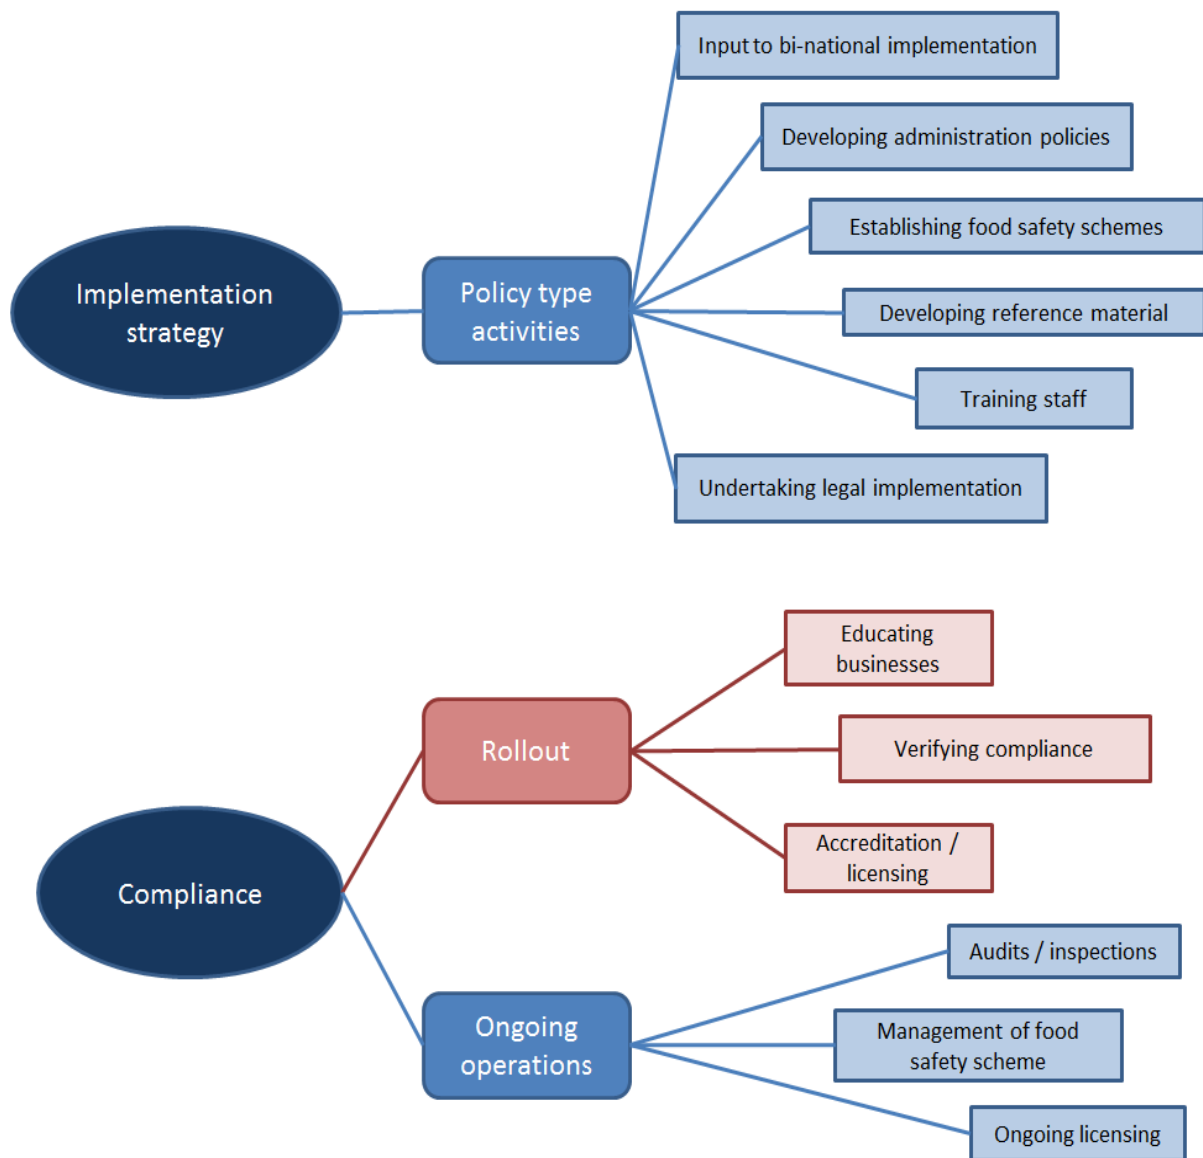 Input to bi-national implementation
Developing administration policies
Establishing food safety schemes
Implementation
strategy
Policy type
activities
Developing reference material
Training staff
Undertaking legal implementation
Educating
businesses
Rollout
Verifying compliance
Accreditation /
licensing
Compliance
Audits / inspections
Ongoing
operations
Management of food
safety scheme
Ongoing licensing